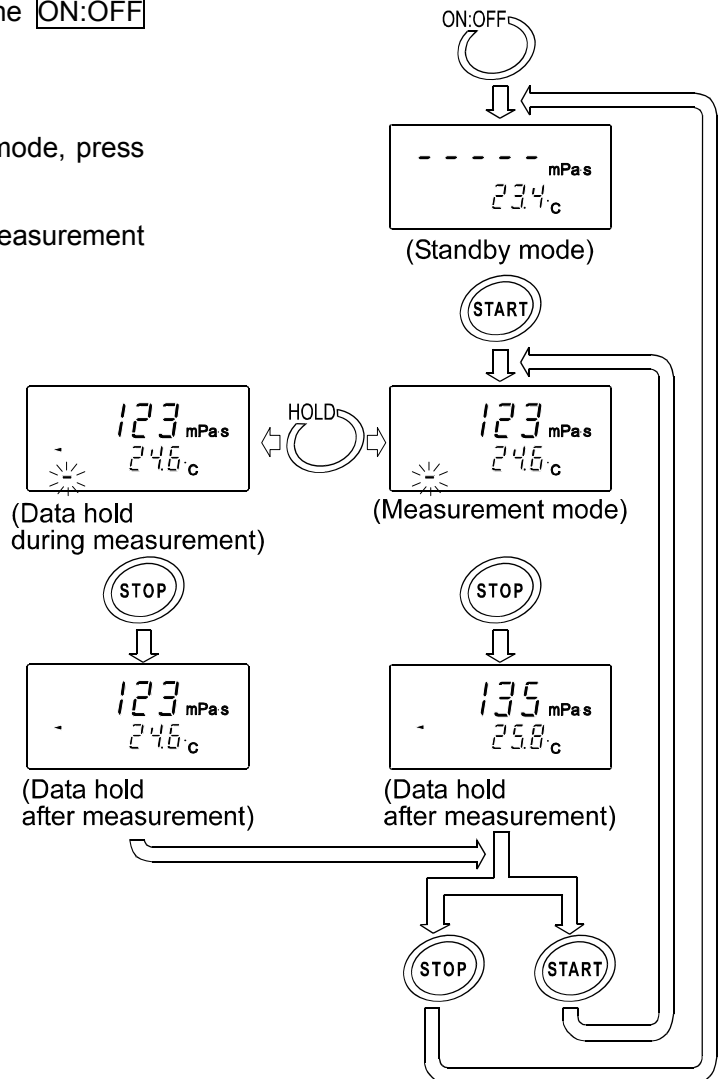 he ON:OFF
ON:OFF
mode, press
easurement
- - - - - mPa·s
23.4 °C
(Standby mode)
START
HOLD
123 mPa·s
24.6 °C
123 mPa·s
24.6 °C
(Data hold
during measurement)
(Measurement mode)
STOP
STOP
123 mPa·s
24.6 °C
135 mPa·s
25.8 °C
(Data hold
after measurement)
(Data hold
after measurement)
STOP
START